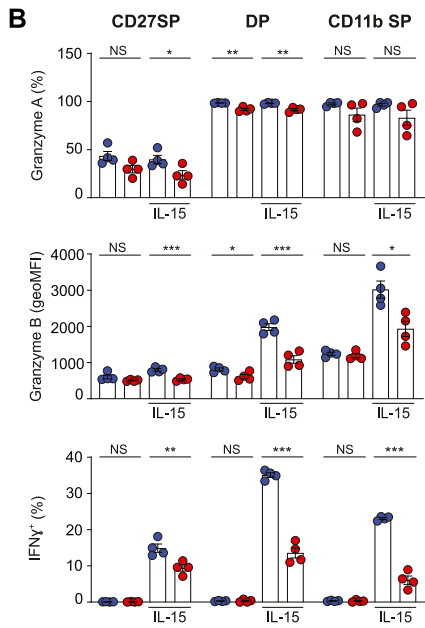 B
CD27SP DP CD11b SP
NS * ** ** NS NS
Granzyme A (%)
150
100
50
0
IL-15 IL-15 IL-15
NS *** * *** NS *
Granzyme B (geoMFI)
4000
3000
2000
1000
0
IL-15 IL-15 IL-15
NS ** NS *** NS ***
IFNγ⁺ (%)
40
30
20
10
0
IL-15 IL-15 IL-15